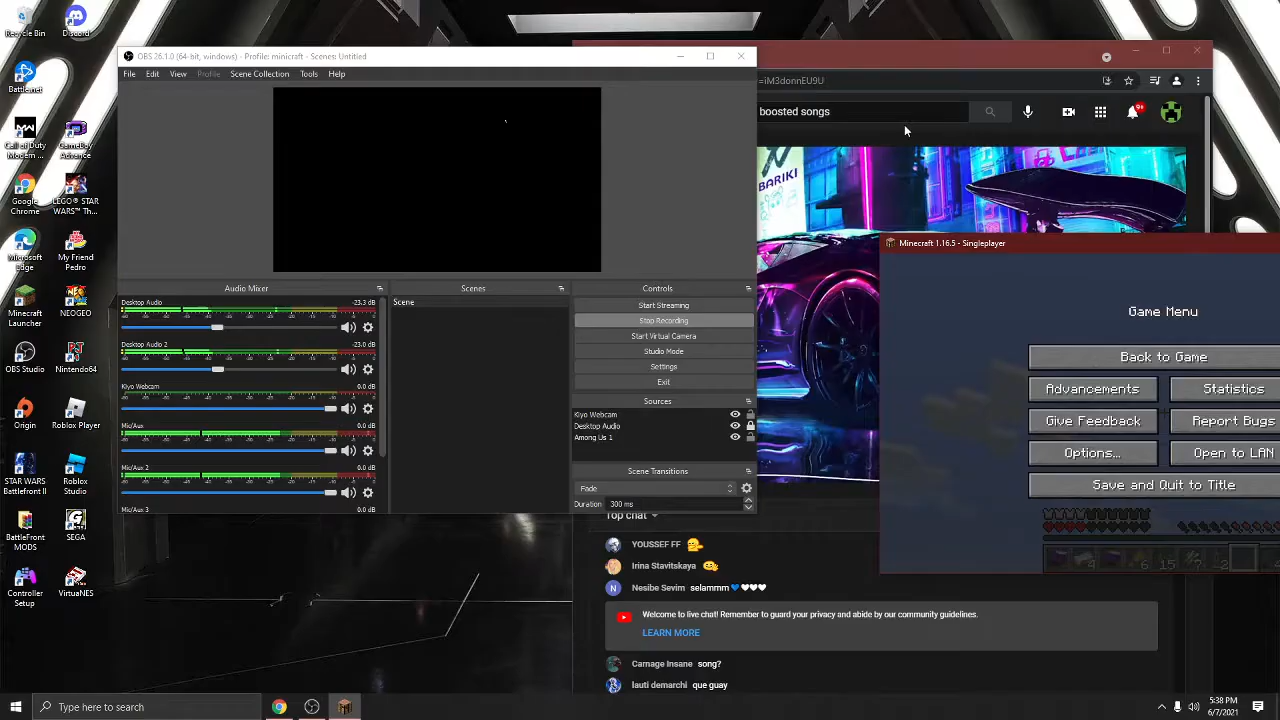 Recycle Bin
Discord
Battle.net
Call of Duty Modern ...
GameBoy Advance
Google Chrome
LEGO® STAR WARS™ Th...
Microsoft Edge
My Friend Pedro
Minecraft Launcher
NEOGEO
OBS Studio
Nintendo64
Origin
Roblox Player
STAR WARS Battlefront II
Roblox Studio
BattleFront MODS
SEGA
Controller Setup
VirtuaNES
OBS 26.1.0 (64-bit, windows) - Profile: minicraft - Scenes: Untitled
File Edit View Profile Scene Collection Tools Help
Audio Mixer
Desktop Audio -23.3 dB
Desktop Audio 2 -23.0 dB
Kiyo Webcam 0.0 dB
Mic/Aux 0.0 dB
Mic/Aux 2 0.0 dB
Mic/Aux 3 0.0 dB
Scenes
Scene
Controls
Start Streaming
Stop Recording
Start Virtual Camera
Studio Mode
Settings
Exit
Sources
Kiyo Webcam
Desktop Audio
Among Us 1
Scene Transitions
Fade
Duration 300 ms
=iM3donnEU9U
boosted songs
9+
BARIKI
Minecraft 1.16.5 - Singleplayer
Game Menu
Back to Game
Advancements Statistics
Give Feedback Report Bugs
Options... Open to LAN
Save and Quit to Title
Top chat
YOUSSEF FF
Irina Stavitskaya
N Nesibe Sevim selammm 💙🤍🤍🤍
Welcome to live chat! Remember to guard your privacy and abide by our community guidelines.
LEARN MORE
Carnage Insane song?
lauti demarchi que guay
Type here to search
5:38 PM
6/7/2021